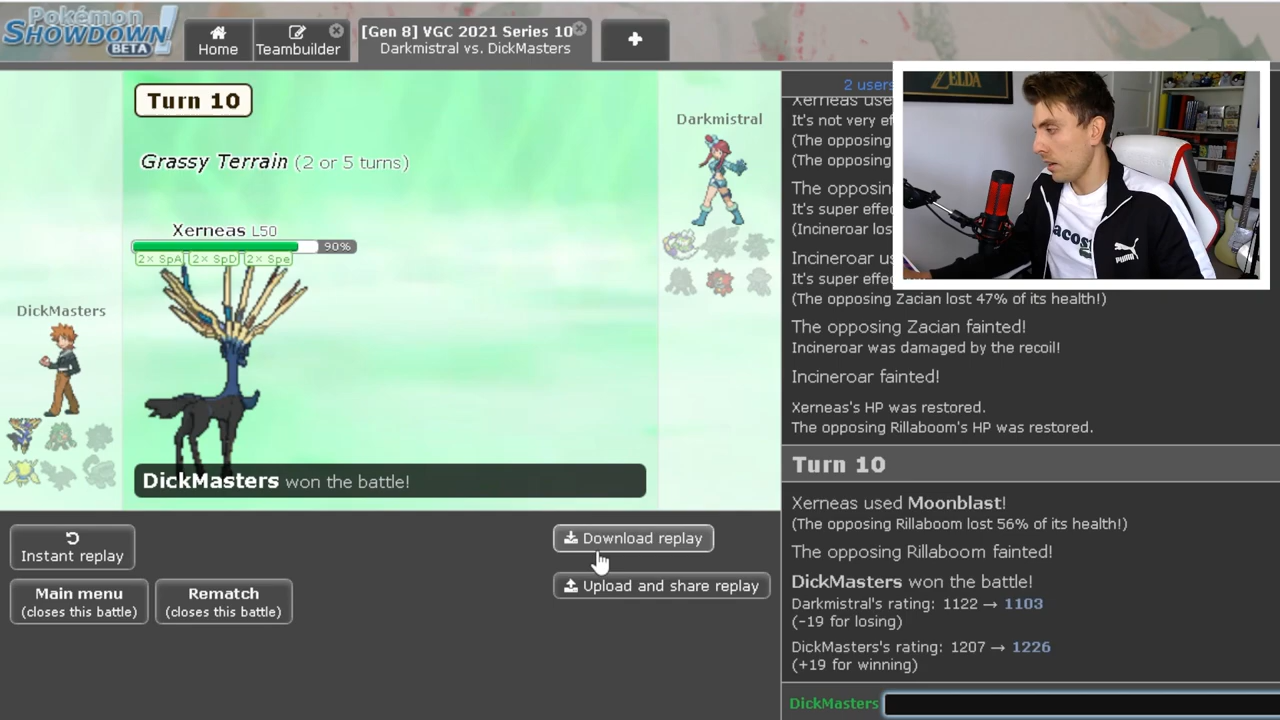 Pokémon
SHOWDOWN!
BETA
Home
Teambuilder
[Gen 8] VGC 2021 Series 10
Darkmistral vs. DickMasters
Turn 10
Grassy Terrain (2 or 5 turns)
Xerneas L50
90%
2× SpA 2× SpD 2× Spe
DickMasters
Darkmistral
DickMasters won the battle!
Instant replay
Download replay
Upload and share replay
Main menu
(closes this battle)
Rematch
(closes this battle)
2 users
Xerneas use
It's not very ef
(The opposing
(The opposing
The opposin
It's super effe
(Incineroar los
Incineroar us
It's super effe
(The opposing Zacian lost 47% of its health!)
The opposing Zacian fainted!
Incineroar was damaged by the recoil!
Incineroar fainted!
Xerneas's HP was restored.
The opposing Rillaboom's HP was restored.
Turn 10
Xerneas used Moonblast!
(The opposing Rillaboom lost 56% of its health!)
The opposing Rillaboom fainted!
DickMasters won the battle!
Darkmistral's rating: 1122 → 1103
(-19 for losing)
DickMasters's rating: 1207 → 1226
(+19 for winning)
DickMasters
ZELDA
acos
PUMA